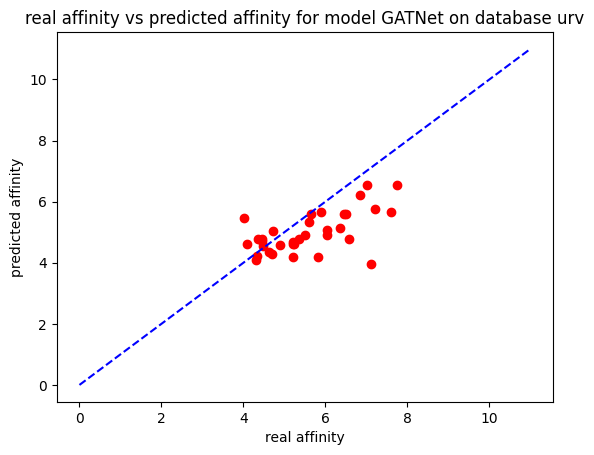 real affinity vs predicted affinity for model GATNet on database urv
predicted affinity
10
8
6
4
2
0
0 2 4 6 8 10
real affinity